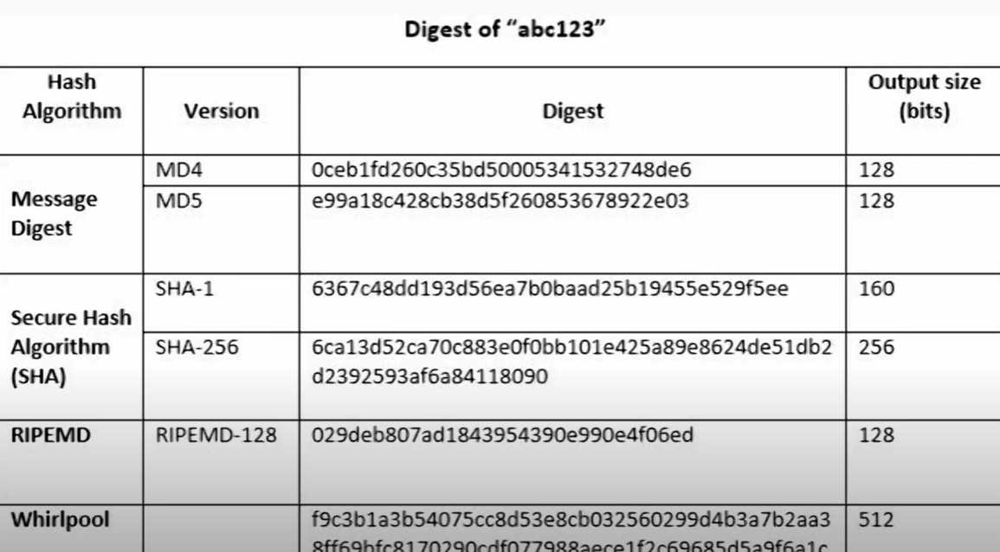 Digest of “abc123”
Hash
Algorithm
Version
Digest
Output size
(bits)
Message
Digest
MD4
0ceb1fd260c35bd50005341532748de6
128
MD5
e99a18c428cb38d5f260853678922e03
128
Secure Hash
Algorithm
(SHA)
SHA-1
6367c48dd193d56ea7b0baad25b19455e529f5ee
160
SHA-256
6ca13d52ca70c883e0f0bb101e425a89e8624de51db2
d2392593af6a84118090
256
RIPEMD
RIPEMD-128
029deb807ad1843954390e990e4f06ed
128
Whirlpool
f9c3b1a3b54075cc8d53e8cb032560299d4b3a7b2aa3
512